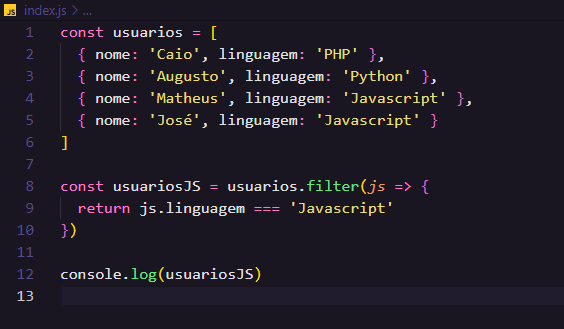 JS index.js > ...
1 const usuarios = [
2   { nome: 'Caio', linguagem: 'PHP' },
3   { nome: 'Augusto', linguagem: 'Python' },
4   { nome: 'Matheus', linguagem: 'Javascript' },
5   { nome: 'José', linguagem: 'Javascript' }
6 ]
7
8 const usuariosJS = usuarios.filter(js => {
9   return js.linguagem === 'Javascript'
10 })
11
12 console.log(usuariosJS)
13